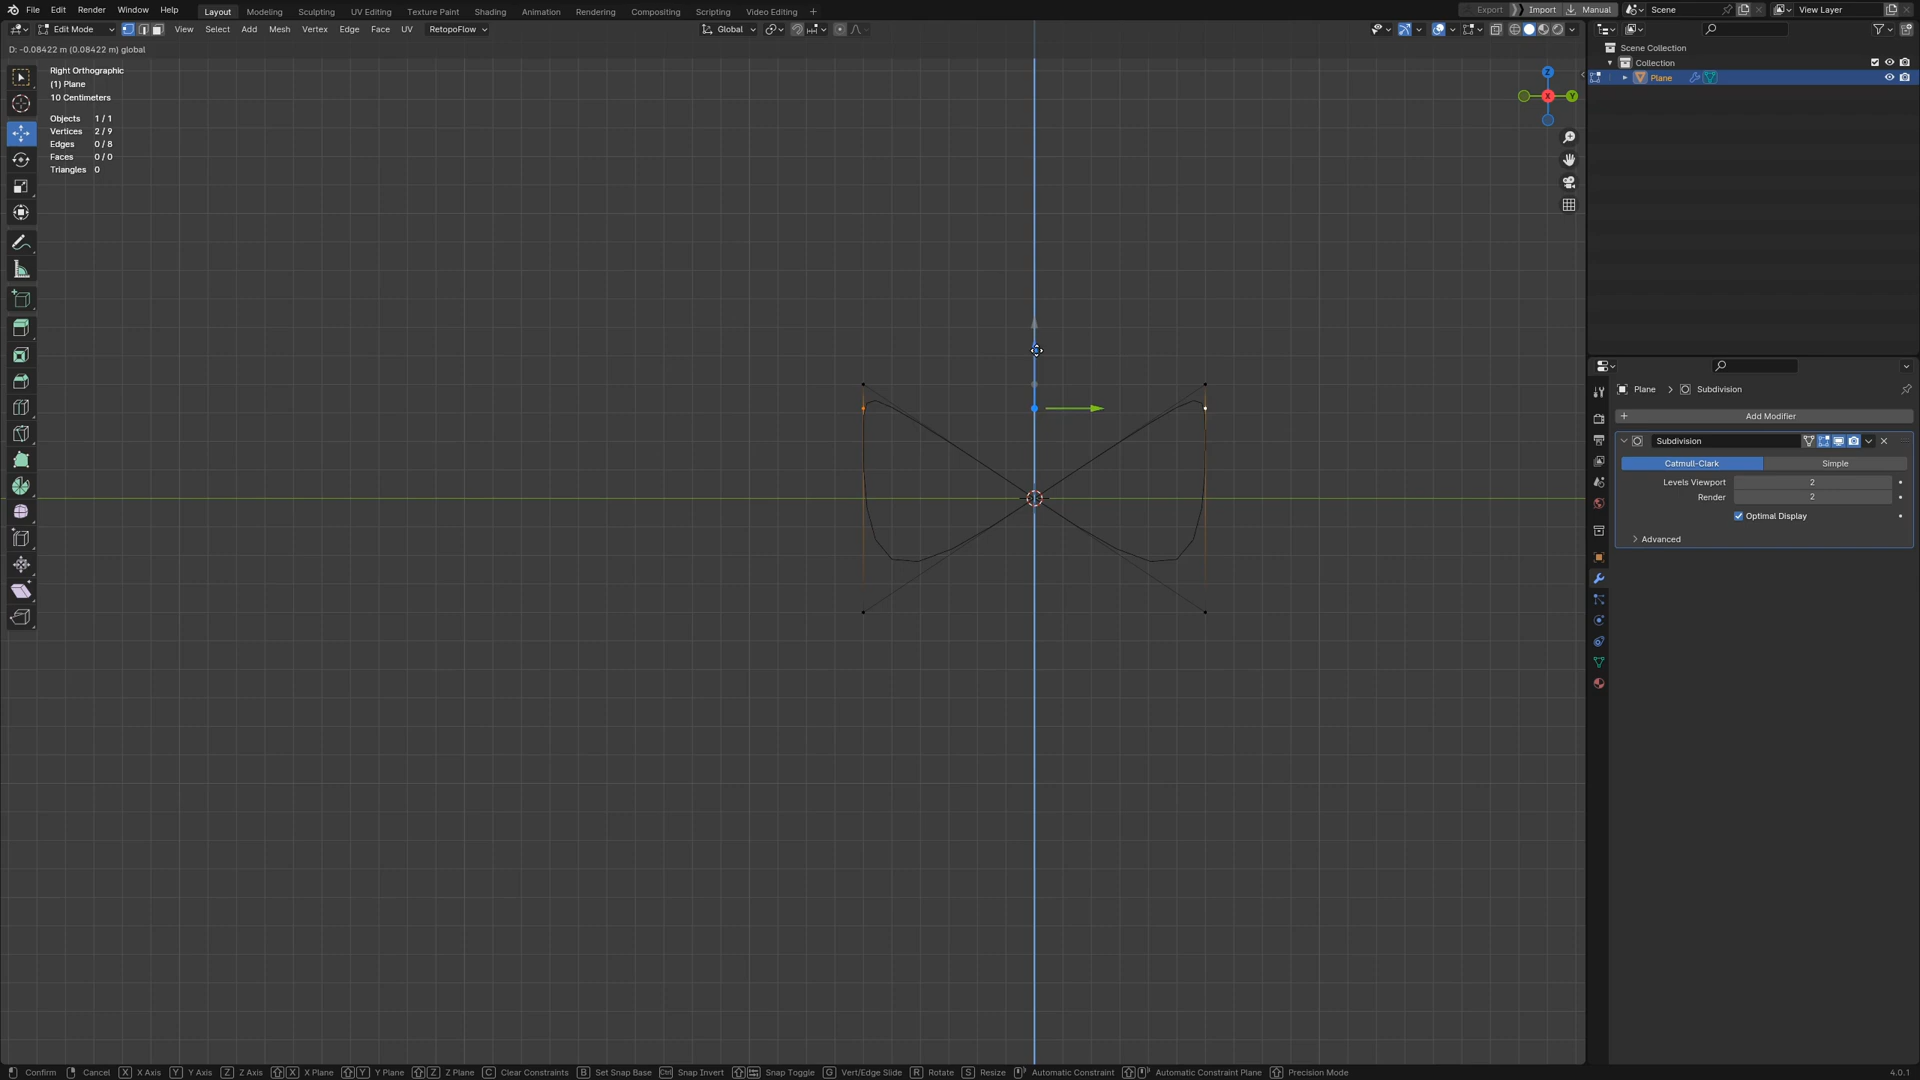 File Edit Render Window Help Layout Modeling Sculpting UV Editing Texture Paint Shading Animation Rendering Compositing Geometry Nodes Scripting Video Editing + Export Import Manual Scene View Layer
Edit Mode View Select Add Mesh Vertex Edge Face UV RetopoFlow Global
D: -0.08422 m (0.08422 m) global
Right Orthographic
(1) Plane
10 Centimeters
Objects 1 / 1
Vertices 2 / 9
Edges 0 / 8
Faces 0 / 0
Triangles 0
Z
X
Y
Scene Collection
Collection
Plane
Plane > Subdivision
+ Add Modifier
Subdivision
Catmull-Clark Simple
Levels Viewport 2
Render 2
Optimal Display
> Advanced
Confirm Cancel X X Axis Y Y Axis Z Z Axis X X Plane Y Y Plane Z Z Plane C Clear Constraints B Set Snap Base Ctrl Snap Invert Snap Toggle G Vert/Edge Slide R Rotate S Resize Automatic Constraint Automatic Constraint Plane Precision Mode 4.0.1